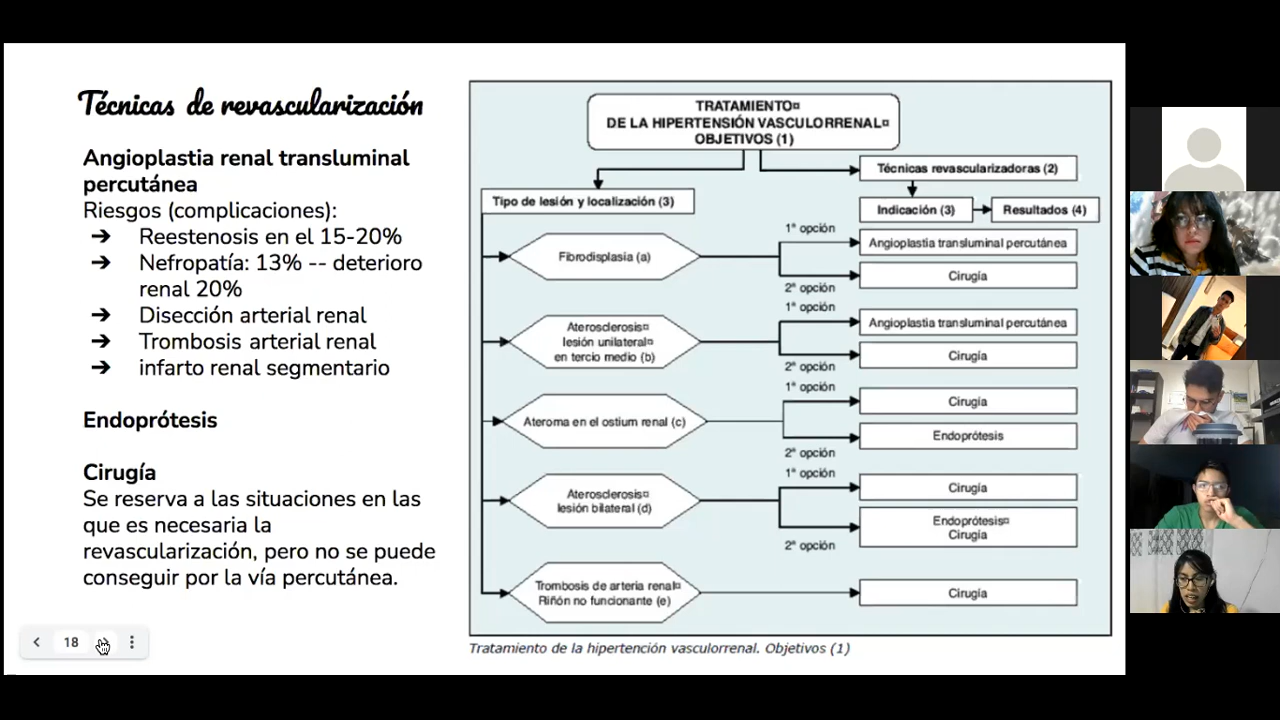 Técnicas de revascularización
Angioplastia renal transluminal
percutánea
Riesgos (complicaciones):
➔ Reestenosis en el 15-20%
➔ Nefropatía: 13% -- deterioro
renal 20%
➔ Disección arterial renal
➔ Trombosis arterial renal
➔ infarto renal segmentario
Endoprótesis
Cirugía
Se reserva a las situaciones en las
que es necesaria la
revascularización, pero no se puede
conseguir por la vía percutánea.
18
TRATAMIENTO¤
DE LA HIPERTENSIÓN VASCULORRENAL¤
OBJETIVOS (1)
Técnicas revascularizadoras (2)
Tipo de lesión y localización (3)
Indicación (3)
Resultados (4)
Fibrodisplasia (a)
1ª opción
Angioplastia transluminal percutánea
Cirugía
2ª opción
Aterosclerosis¤
lesión unilateral¤
en tercio medio (b)
1ª opción
Angioplastia transluminal percutánea
Cirugía
2ª opción
Ateroma en el ostium renal (c)
1ª opción
Cirugía
Endoprótesis
2ª opción
Aterosclerosis¤
lesión bilateral (d)
1ª opción
Cirugía
Endoprótesis¤
Cirugía
2ª opción
Trombosis de arteria renal¤
Riñón no funcionante (e)
Cirugía
Tratamiento de la hipertención vasculorrenal. Objetivos (1)